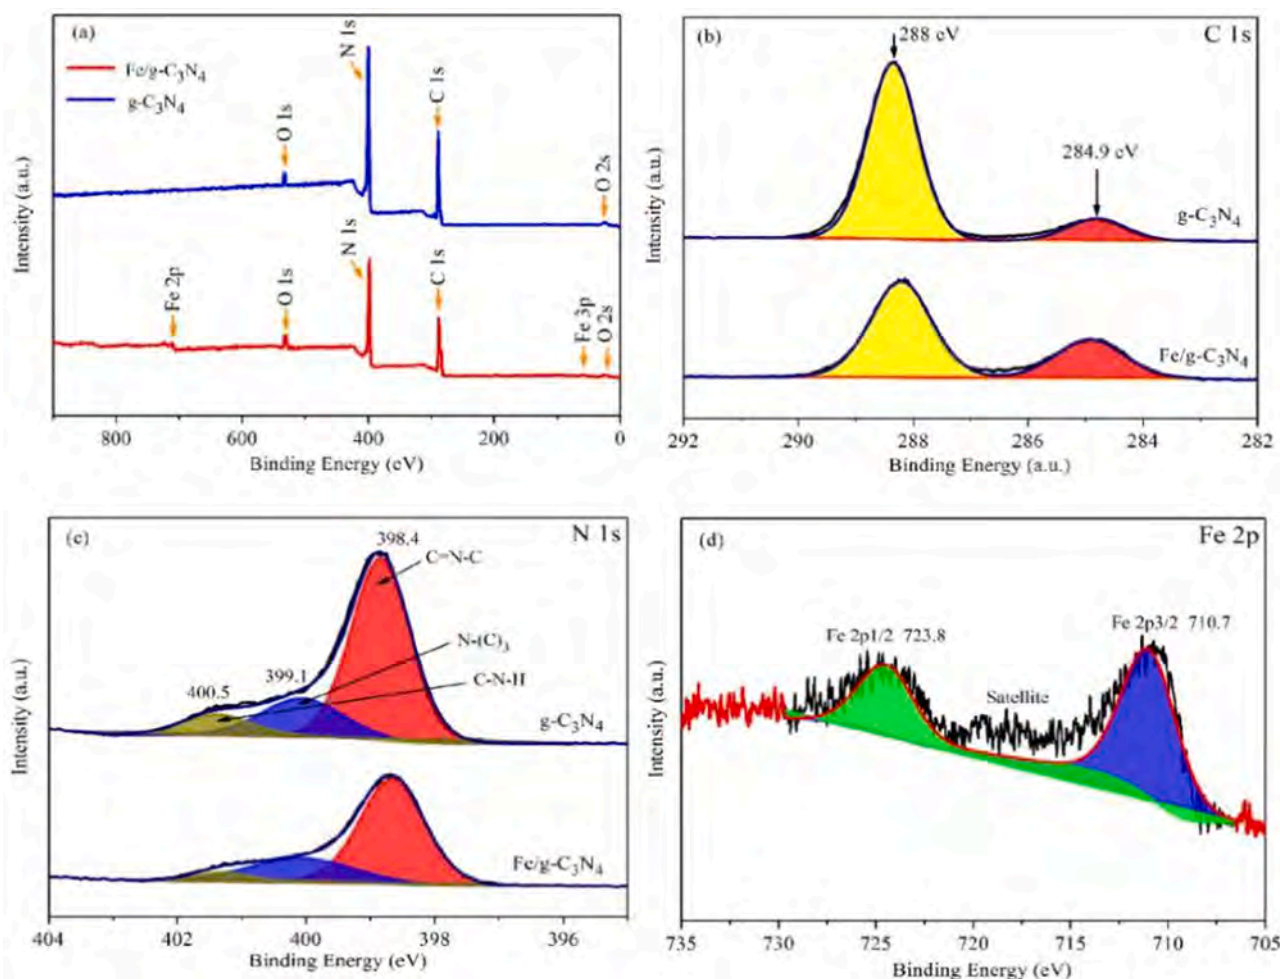 (a)
Fe/g-C3N4
g-C3N4
O 1s
N 1s
C 1s
O 2s
Fe 2p
O 1s
N 1s
C 1s
Fe 3p
O 2s
Intensity (a.u.)
800 600 400 200 0
Binding Energy (eV)
(b)
C 1s
288 eV
284.9 eV
g-C3N4
Fe/g-C3N4
Intensity (a.u.)
292 290 288 286 284 282
Binding Energy (a.u.)
(c)
N 1s
398.4
C=N-C
N-(C)3
399.1
C-N-H
400.5
g-C3N4
Fe/g-C3N4
Intensity (a.u.)
404 402 400 398 396
Binding Energy (eV)
(d)
Fe 2p
Fe 2p1/2 723.8
Fe 2p3/2 710.7
Satellite
Intensity (a.u.)
735 730 725 720 715 710 705
Binding Energy (eV)